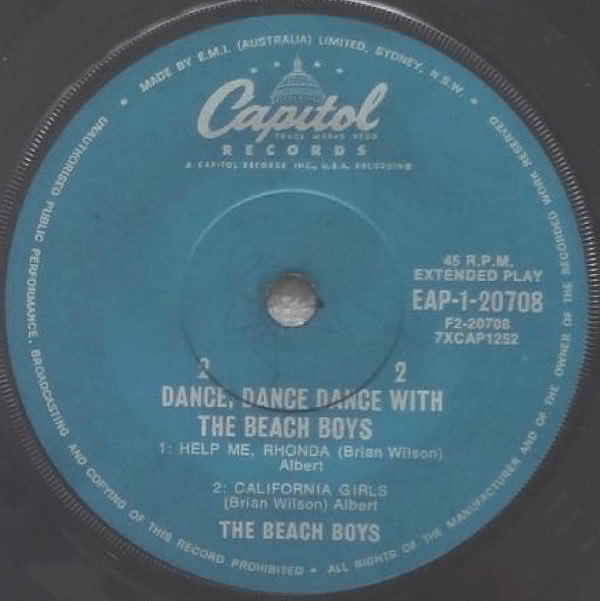 MADE BY E.M.I. (AUSTRALIA) LIMITED, SYDNEY, N.S.W.
Capitol
TRADE MARKS REGD
RECORDS
A CAPITOL RECORDS INC., U.S.A. RECORDING
45 R.P.M.
EXTENDED PLAY
EAP-1-20708
F2-20708
7XCAP1252
2 2
DANCE, DANCE DANCE WITH
THE BEACH BOYS
1: HELP ME, RHONDA (Brian Wilson)
Albert
2: CALIFORNIA GIRLS
(Brian Wilson) Albert
THE BEACH BOYS
ALL RIGHTS OF THE MANUFACTURER AND OF THE OWNER OF THE RECORDED WORK RESERVED
UNAUTHORISED PUBLIC PERFORMANCE, BROADCASTING AND COPYING OF THIS RECORD PROHIBITED